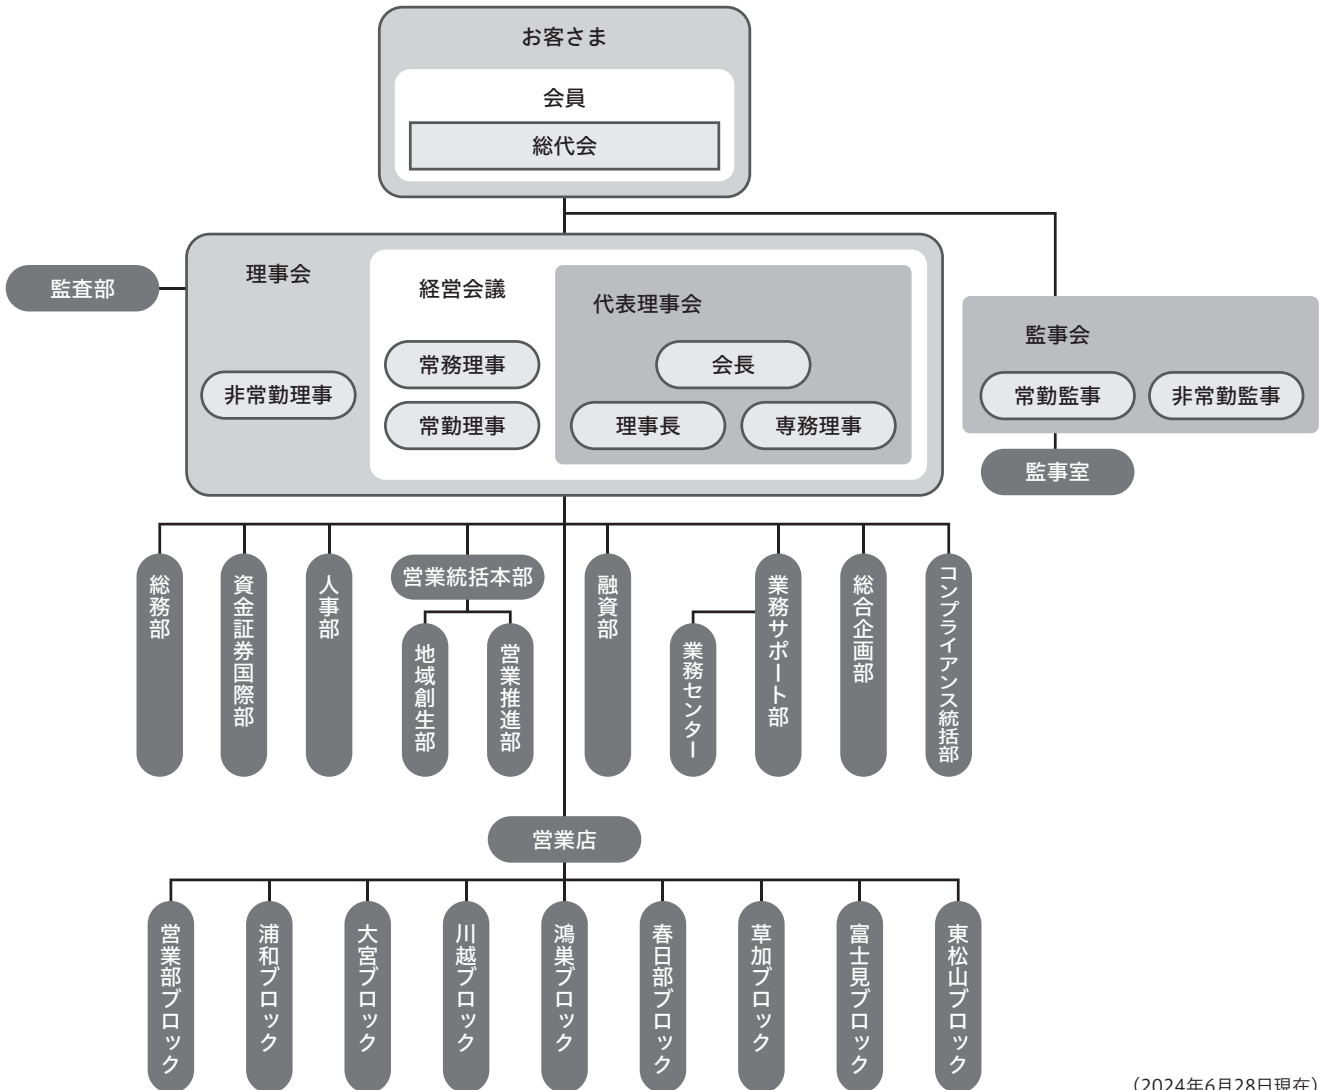 お客さま
会員
総代会
監査部
理事会
非常勤理事
経営会議
常務理事
常勤理事
代表理事会
会長
理事長
専務理事
監事会
常勤監事
非常勤監事
監事室
総務部
資金証券国際部
人事部
営業統括本部
地域創生部
営業推進部
融資部
業務センター
業務サポート部
総合企画部
コンプライアンス統括部
営業店
営業部ブロック
浦和ブロック
大宮ブロック
川越ブロック
鴻巣ブロック
春日部ブロック
草加ブロック
富士見ブロック
東松山ブロック
(2024年6月28日現在)